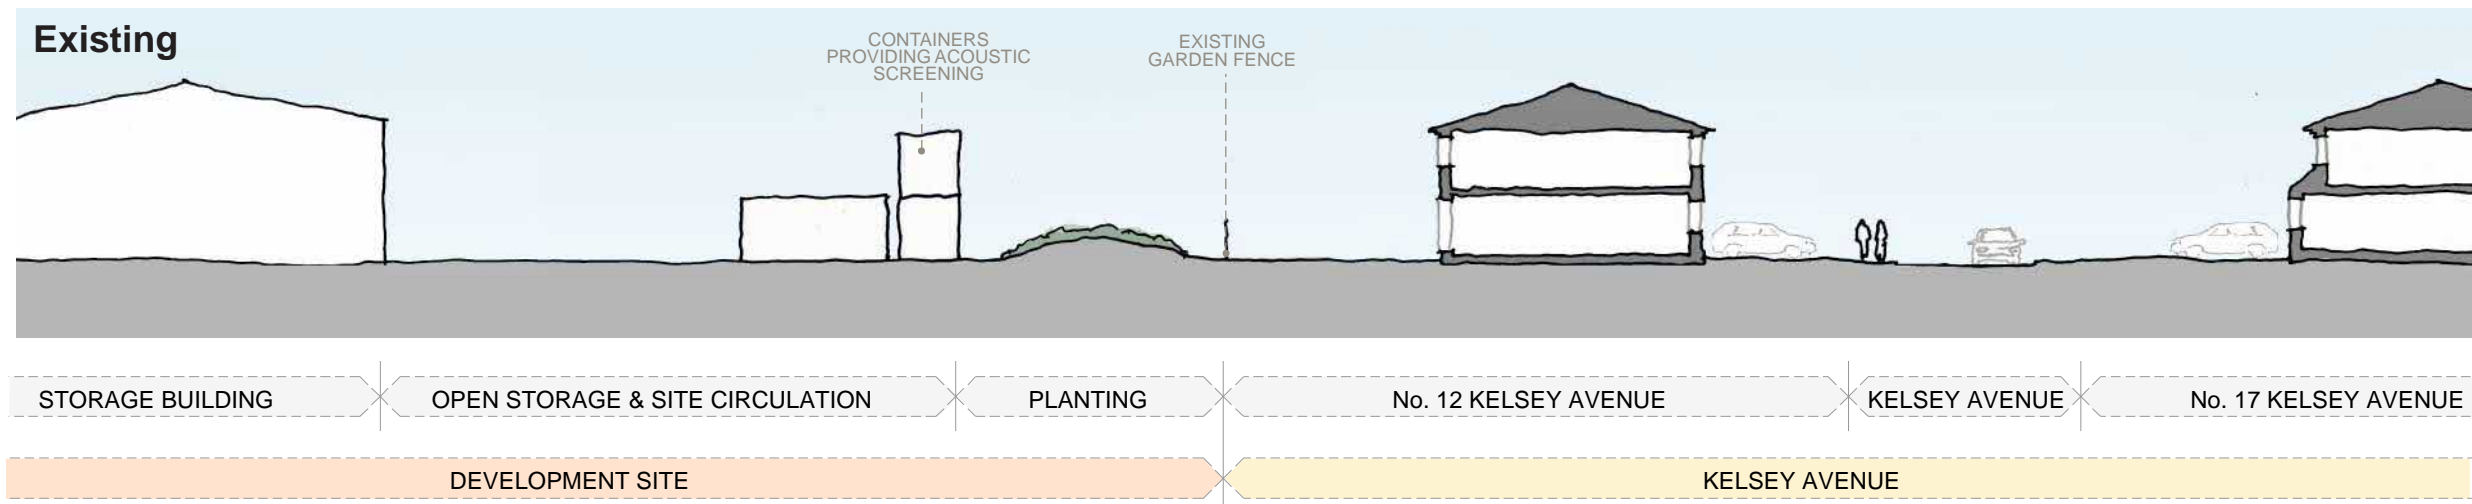 Existing
CONTAINERS
PROVIDING ACOUSTIC
SCREENING
EXISTING
GARDEN FENCE
STORAGE BUILDING
OPEN STORAGE & SITE CIRCULATION
PLANTING
No. 12 KELSEY AVENUE
KELSEY AVENUE
No. 17 KELSEY AVENUE
DEVELOPMENT SITE
KELSEY AVENUE